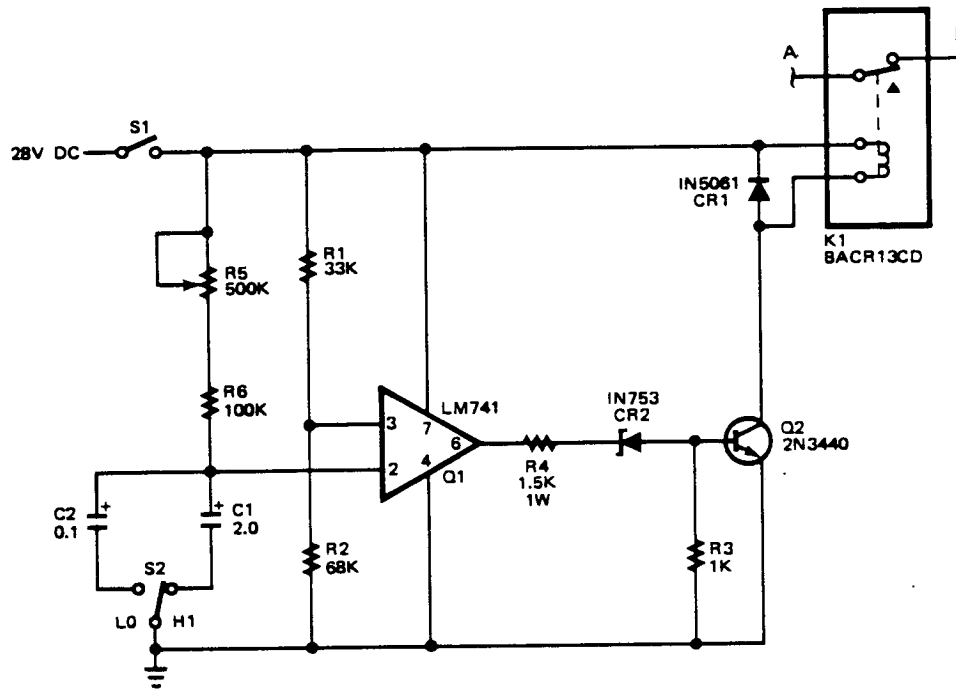 A
S1
28V DC
IN5061
CR1
K1
BACR13CD
R5
500K
R1
33K
R6
100K
LM741
3
7
6
2
4
Q1
IN753
CR2
Q2
2N3440
R4
1.5K
1W
C2
0.1
+
+
C1
2.0
S2
LO
H1
R2
68K
R3
1K